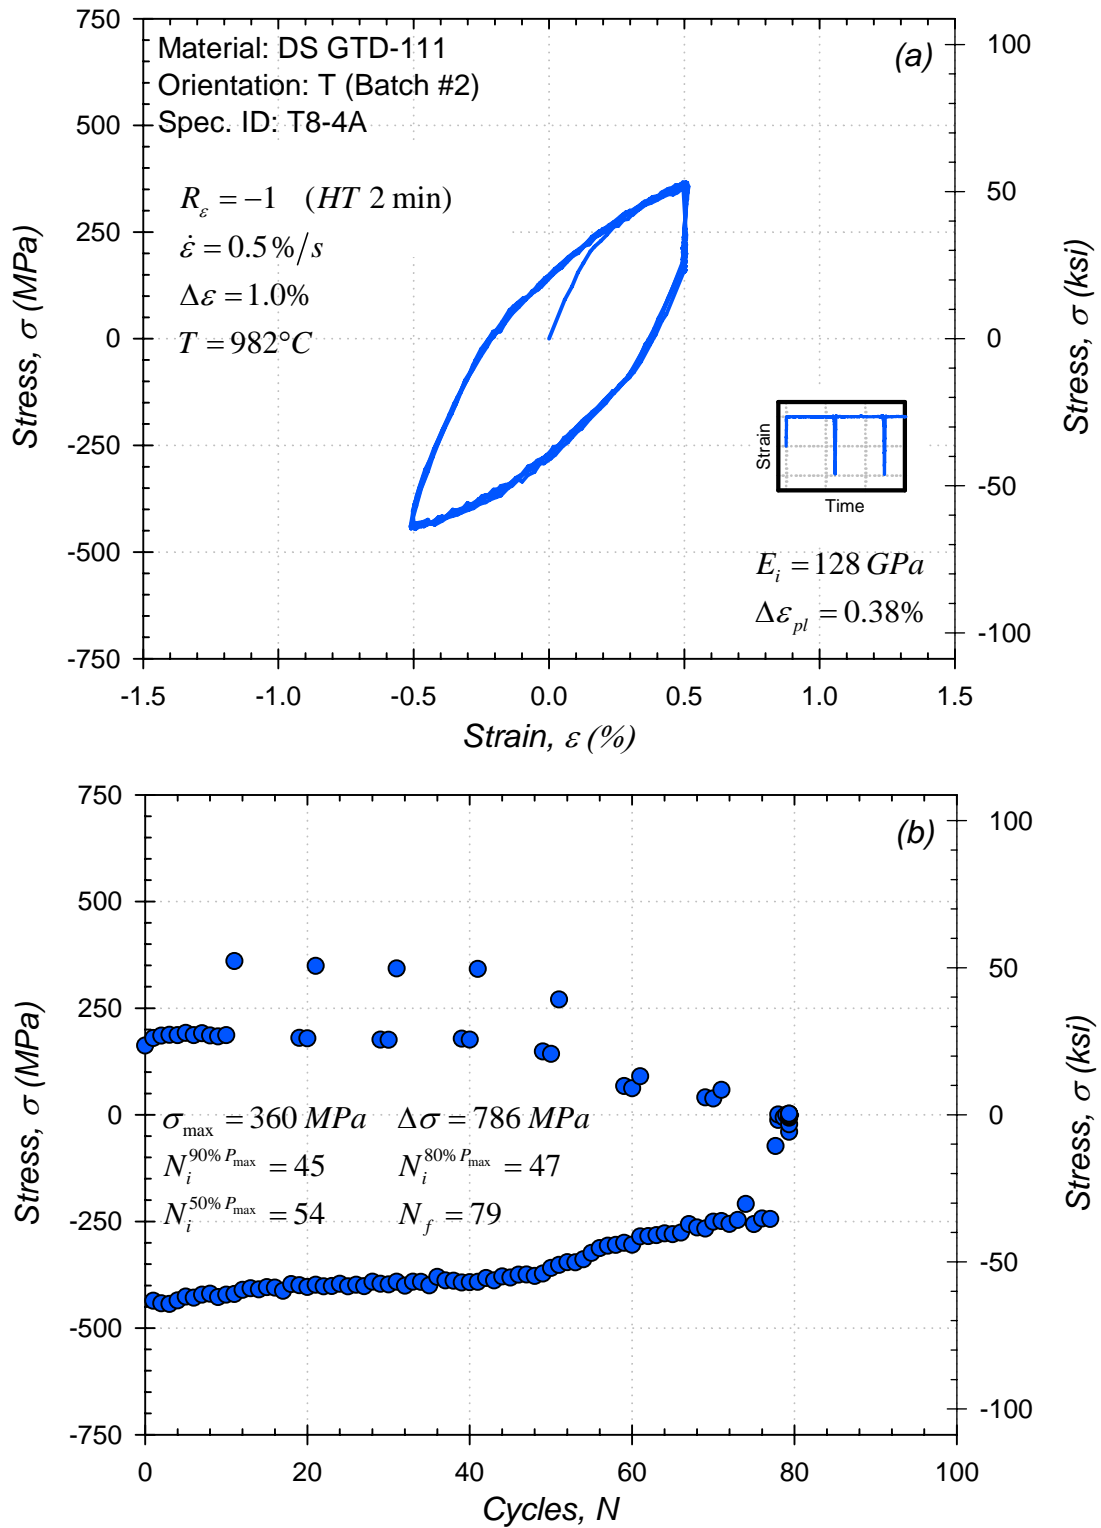 750
500
250
0
-250
-500
-750
Stress, σ (MPa)
Material: DS GTD-111
Orientation: T (Batch #2)
Spec. ID: T8-4A
(a)
R_ε = −1 (HT 2 min)
ε̇ = 0.5%/s
Δε = 1.0%
T = 982°C
Strain
Time
E_i = 128 GPa
Δε_pl = 0.38%
100
50
0
-50
-100
Stress, σ (ksi)
-1.5 -1.0 -0.5 0.0 0.5 1.0 1.5
Strain, ε (%)
750
500
250
0
-250
-500
-750
Stress, σ (MPa)
(b)
σ_max = 360 MPa Δσ = 786 MPa
N_i^90% P_max = 45 N_i^80% P_max = 47
N_i^50% P_max = 54 N_f = 79
100
50
0
-50
-100
Stress, σ (ksi)
0 20 40 60 80 100
Cycles, N